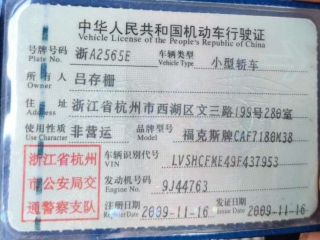 中华人民共和国机动车行驶证
Vehicle License of the People's Republic of China
号牌号码 浙A2565E 车辆类型 小型轿车
Plate No. Vehicle Type
所有人 吕存栅
Owner
住址 浙江省杭州市西湖区文三路199号280室
Address
使用性质 非营运 品牌型号 福克斯牌CAF7180M38
Use Character Model
浙江省杭州
市公安局交
通警察支队
车辆识别代号 LVSHCFME49F437953
VIN
发动机号码 9J44763
Engine No.
注册日期 2009-11-16 发证日期 2009-11-16
Register Date Issue Date